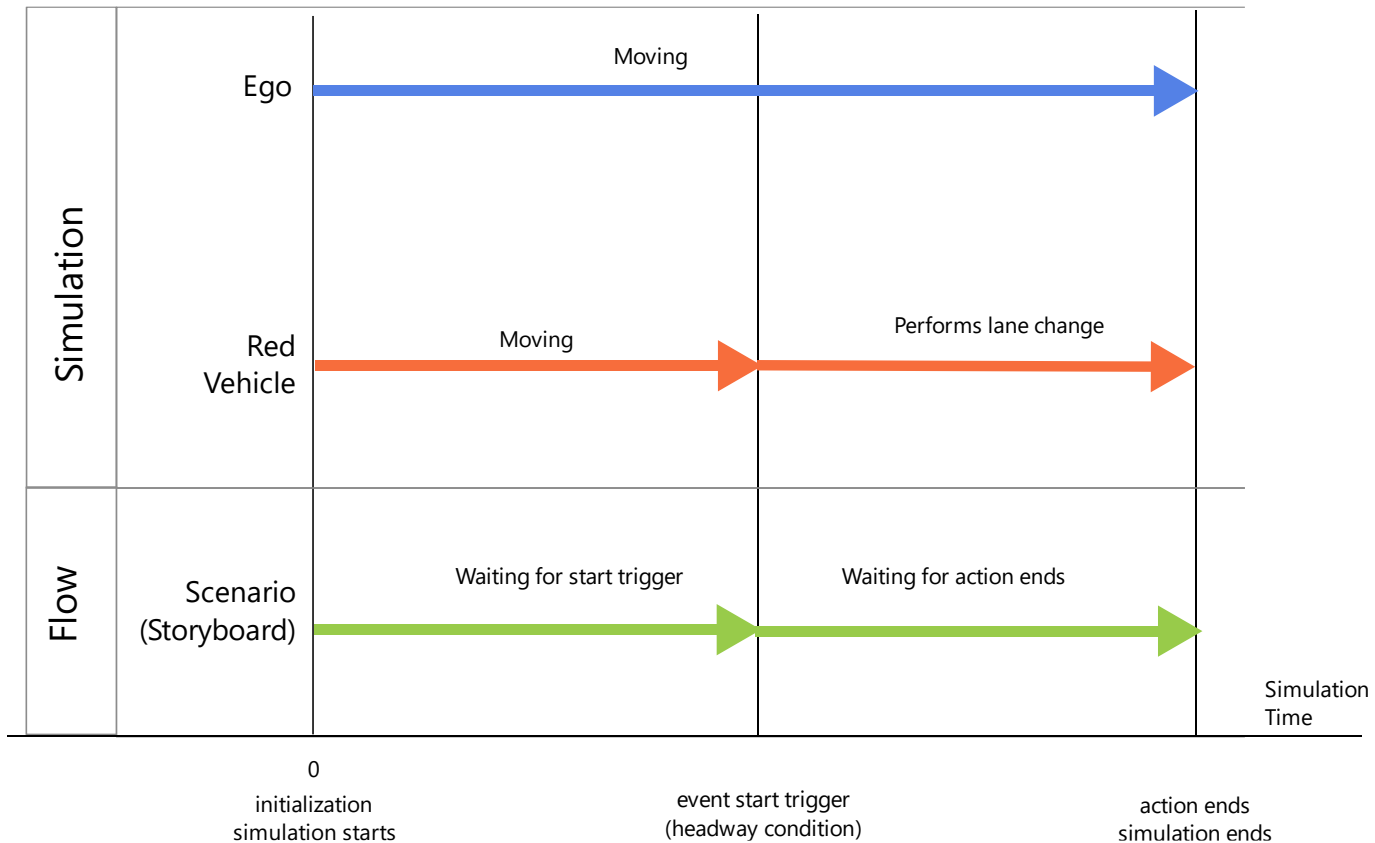 Simulation
Ego
Moving
Red
Vehicle
Moving
Performs lane change
Flow
Scenario
(Storyboard)
Waiting for start trigger
Waiting for action ends
Simulation
Time
0
initialization
simulation starts
event start trigger
(headway condition)
action ends
simulation ends